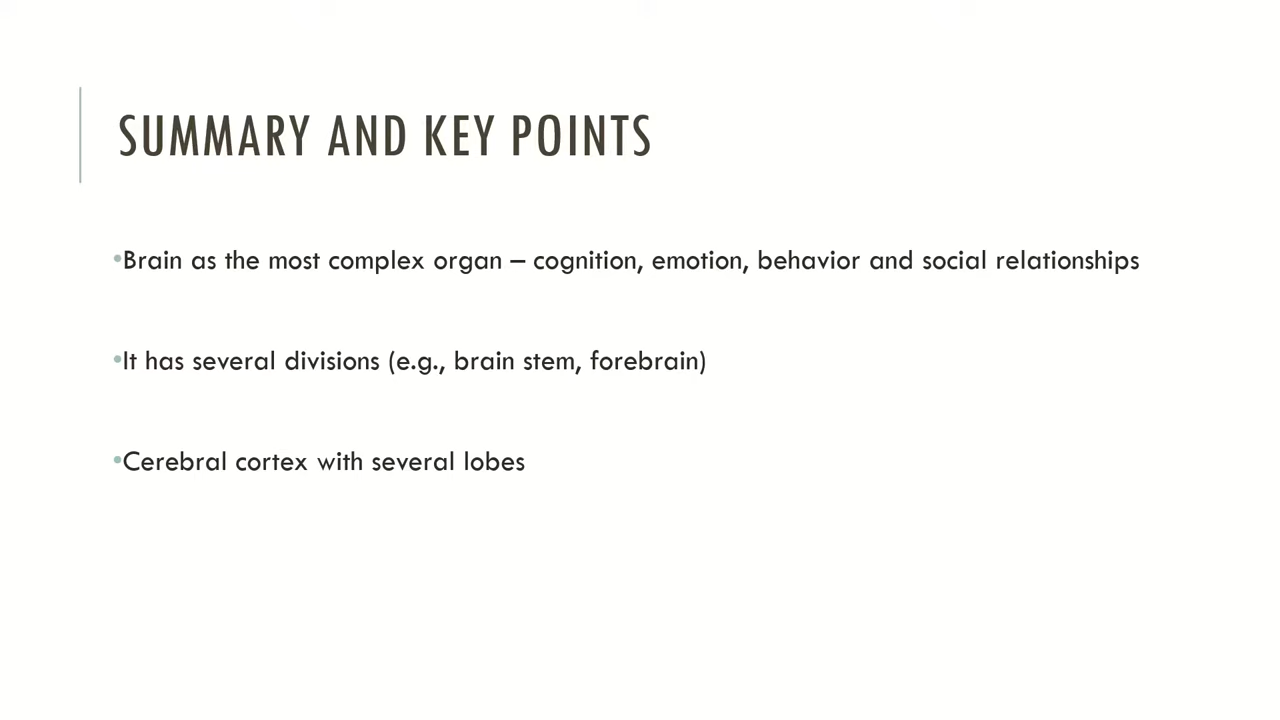 SUMMARY AND KEY POINTS
•Brain as the most complex organ – cognition, emotion, behavior and social relationships
•It has several divisions (e.g., brain stem, forebrain)
•Cerebral cortex with several lobes